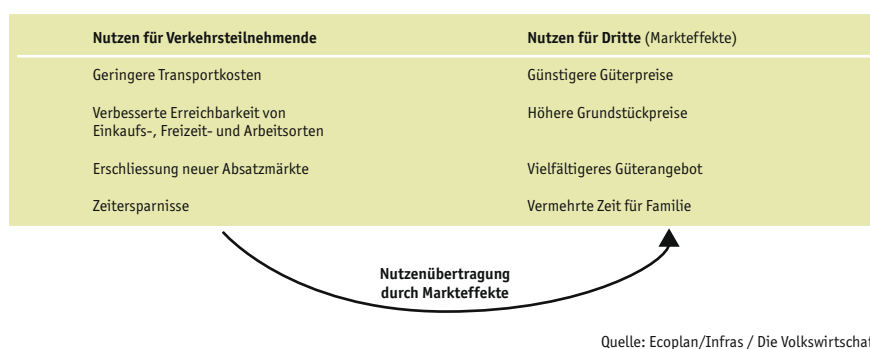 Nutzen für Verkehrsteilnehmende Nutzen für Dritte (Markteffekte)
Geringere Transportkosten Günstigere Güterpreise
Verbesserte Erreichbarkeit von Höhere Grundstückpreise
Einkaufs-, Freizeit- und Arbeitsorten
Erschliessung neuer Absatzmärkte Vielfältigeres Güterangebot
Zeitersparnisse Vermehrte Zeit für Familie
Nutzenübertragung
durch Markteffekte
Quelle: Ecoplan/Infras / Die Volkswirtschaf